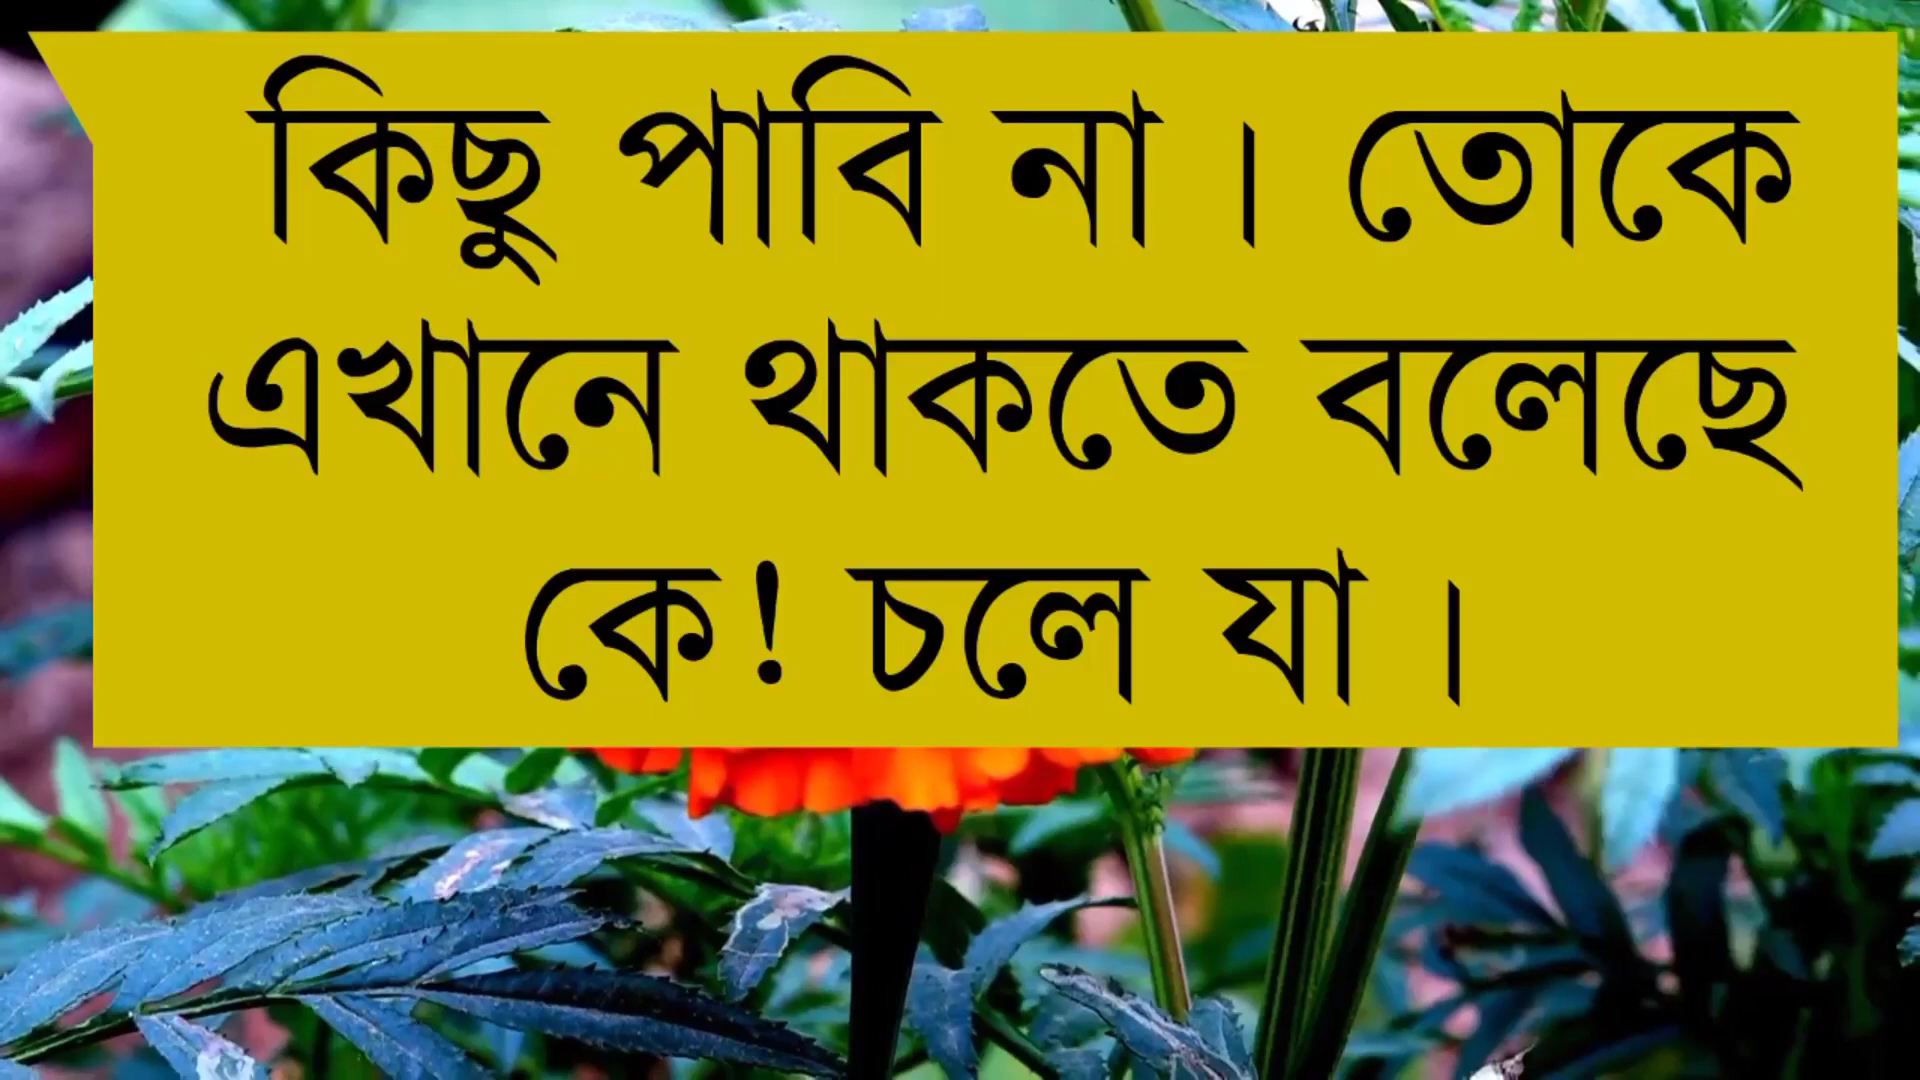 কিছু পাবি না । তোকে
এখানে থাকতে বলেছে
কে! চলে যা ।